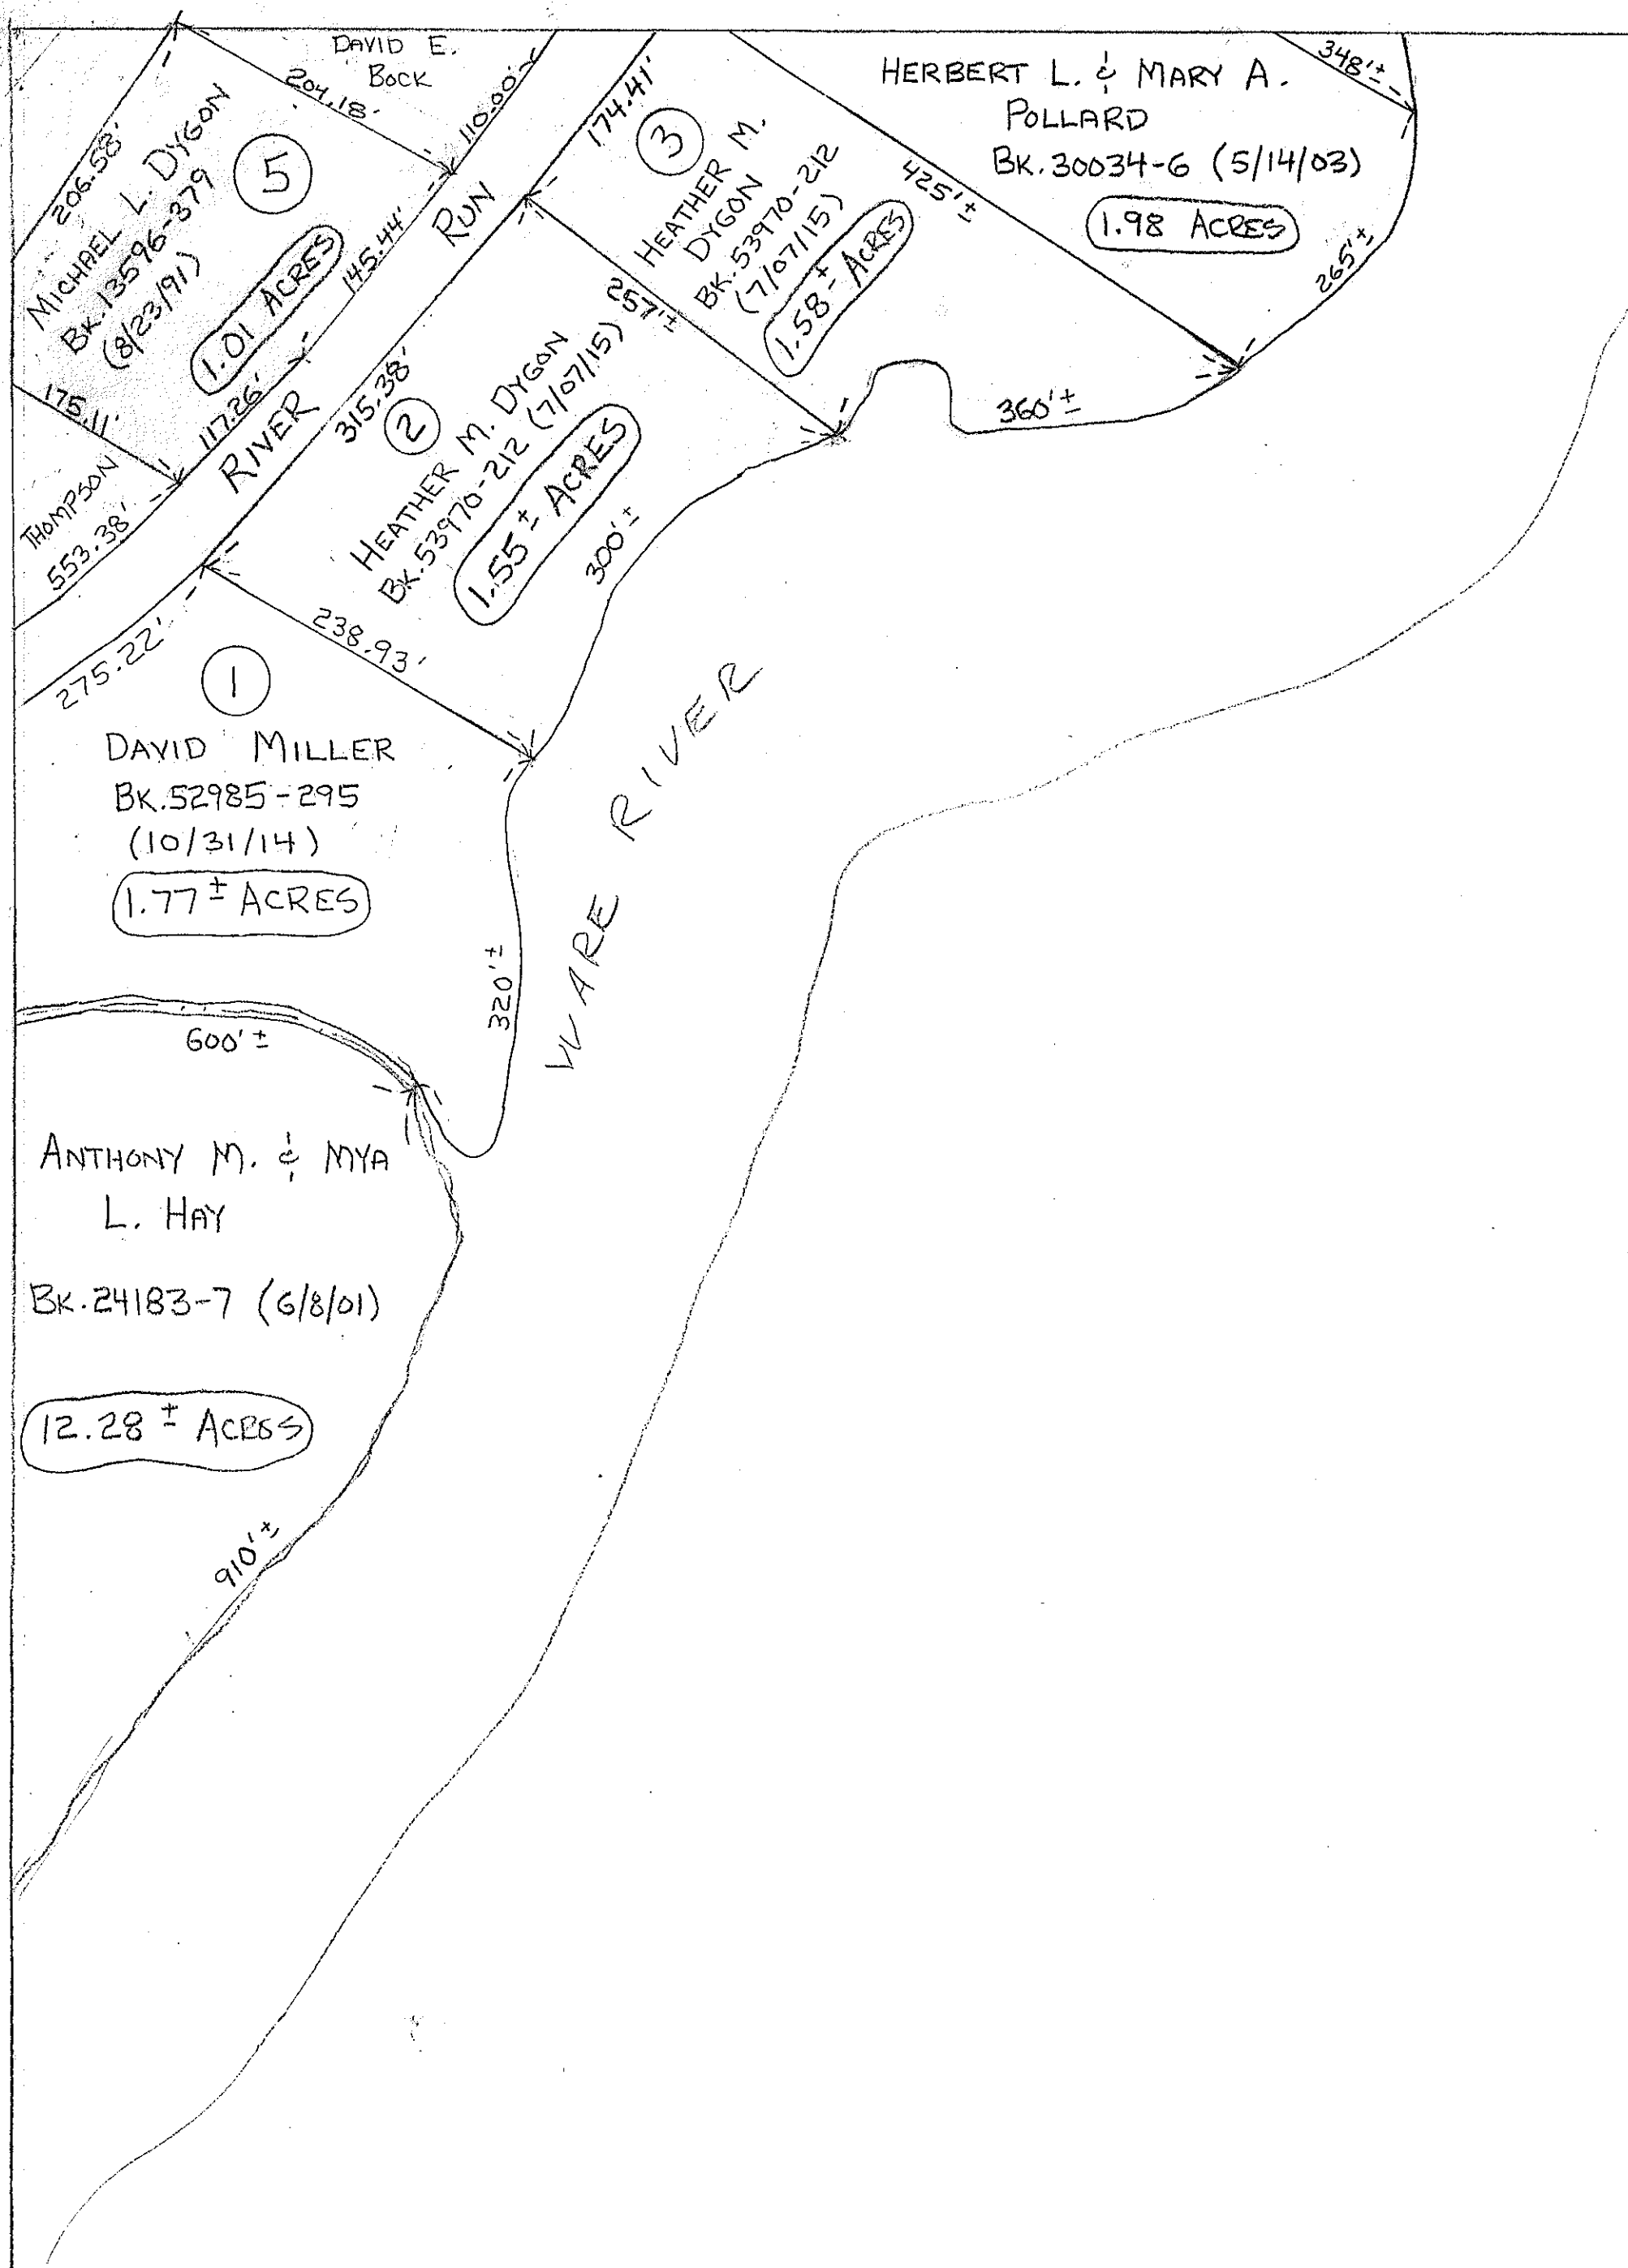 DAVID E.
BOCK
204.18'
110.00'
206.58'
MICHAEL L. DYGON
BK.13596-379
(8/23/91)
5
1.01 ACRES
145.44'
117.26'
175.11'
THOMPSON
553.38'
RIVER RUN
174.41'
3
HEATHER M.
DYGON
BK.53970-212
(7/07/15)
1.58± ACRES
425'±
HERBERT L. & MARY A.
POLLARD
BK.30034-6 (5/14/03)
1.98 ACRES
348'±
265'±
360'±
257'±
315.38'
2
HEATHER M. DYGON
BK.53970-212 (7/07/15)
1.55± ACRES
300'±
238.93'
275.22'
1
DAVID MILLER
BK.52985-295
(10/31/14)
1.77± ACRES
320'±
WARE RIVER
600'±
ANTHONY M. & MYA
L. HAY
BK.24183-7 (6/8/01)
12.28± ACRES
910'±